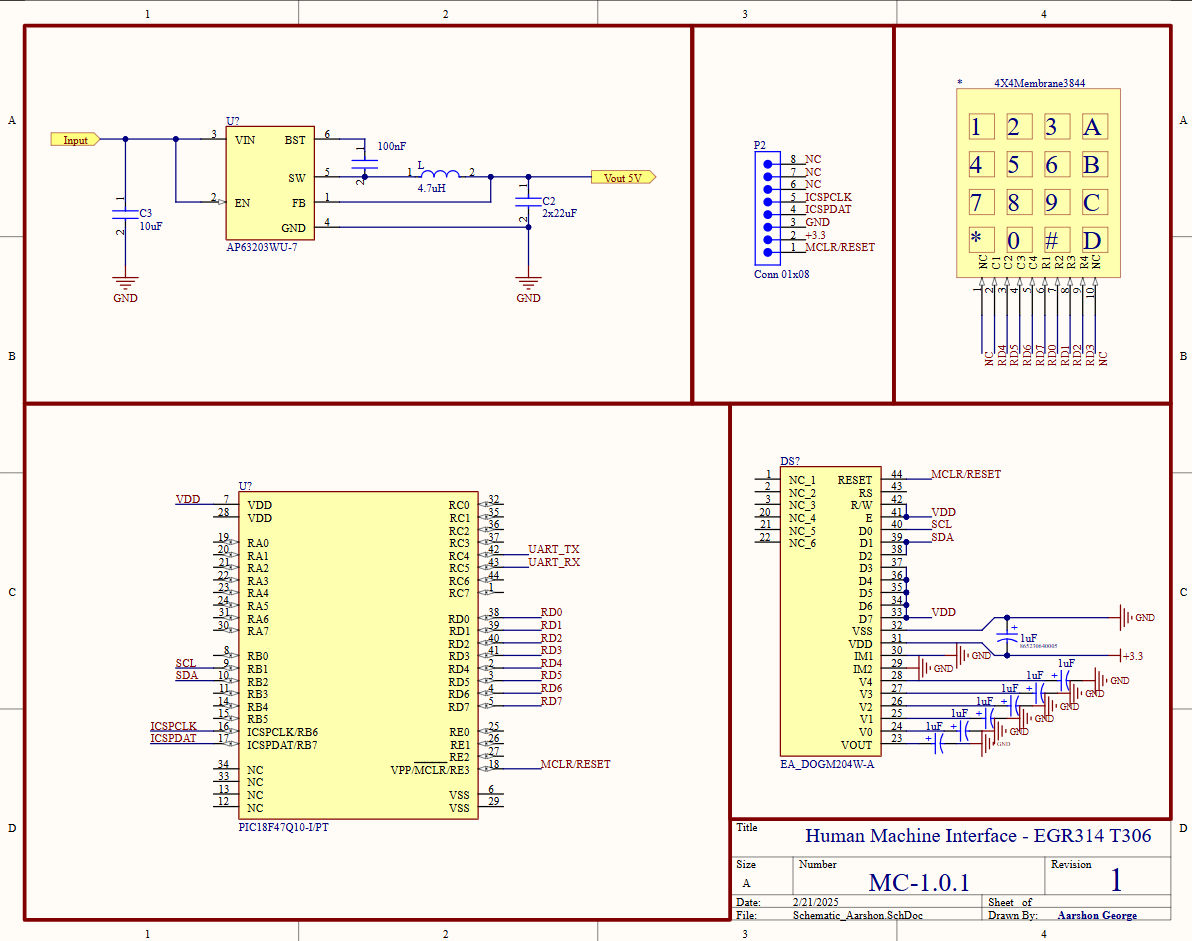 1 2 3 4
A A
B B
C C
D D
Input
U?
3 VIN BST 6
100nF
1
2
5 SW
1 L 2
4.7uH
Vout 5V
2 EN FB 1
GND 4
AP63203WU-7
1
2
C3
10uF
GND
1
2
C2
2x22uF
GND
P2
8 NC
7 NC
6 NC
5 ICSPCLK
4 ICSPDAT
3 GND
2 +3.3
1 MCLR/RESET
Conn 01x08
* 4X4Membrane3844
1 2 3 A
4 5 6 B
7 8 9 C
* 0 # D
NC C1 C2 C3 C4 R1 R2 R3 R4 NC
1 2 3 4 5 6 7 8 9 10
NC RD4 RD5 RD6 RD7 RD0 RD1 RD2 RD3 NC
U?
VDD 7 VDD
28 VDD
19 RA0
20 RA1
21 RA2
22 RA3
23 RA4
24 RA5
31 RA6
30 RA7
8 RB0
SCL 9 RB1
SDA 10 RB2
11 RB3
14 RB4
15 RB5
ICSPCLK 16 ICSPCLK/RB6
ICSPDAT 17 ICSPDAT/RB7
34 NC
33 NC
13 NC
12 NC
RC0 32
RC1 35
RC2 36
RC3 37
RC4 42 UART_TX
RC5 43 UART_RX
RC6 44
RC7 1
RD0 38 RD0
RD1 39 RD1
RD2 40 RD2
RD3 41 RD3
RD4 2 RD4
RD5 3 RD5
RD6 4 RD6
RD7 5 RD7
RE0 25
RE1 26
RE2 27
VPP/MCLR/RE3 18 MCLR/RESET
VSS 6
VSS 29
PIC18F47Q10-I/PT
DS?
1 NC_1
2 NC_2
3 NC_3
20 NC_4
21 NC_5
22 NC_6
RESET 44 MCLR/RESET
RS 43
R/W 42
E 41 VDD
D0 40 SCL
D1 39 SDA
D2 38
D3 37
D4 36
D5 35
D6 34
D7 33 VDD
VSS 32
VDD 31
IM1 30
IM2 29
V4 28
V3 27
V2 26
V1 25
V0 24
VOUT 23
EA_DOGM204W-A
GND
+ 1uF
865230640005
+3.3
GND
GND
1uF +
GND
1uF +
GND
1uF +
GND
1uF +
GND
1uF +
GND
+
GND
Title
Human Machine Interface - EGR314 T306
Size Number Revision
A MC-1.0.1 1
Date: 2/21/2025 Sheet of
File: Schematic_Aarshon.SchDoc Drawn By: Aarshon George
1 2 3 4